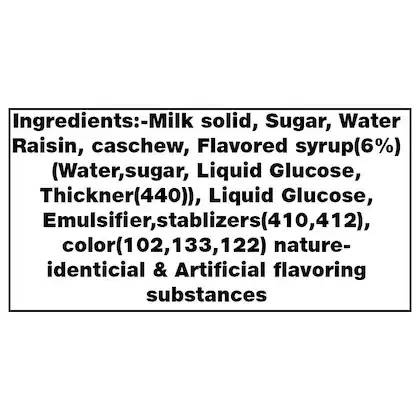 Ingredients:-Milk solid, Sugar, Water
Raisin, caschew, Flavored syrup(6%)
(Water,sugar, Liquid Glucose,
Thickner(440)), Liquid Glucose,
Emulsifier,stablizers(410,412),
color(102,133,122) nature-
identicial & Artificial flavoring
substances